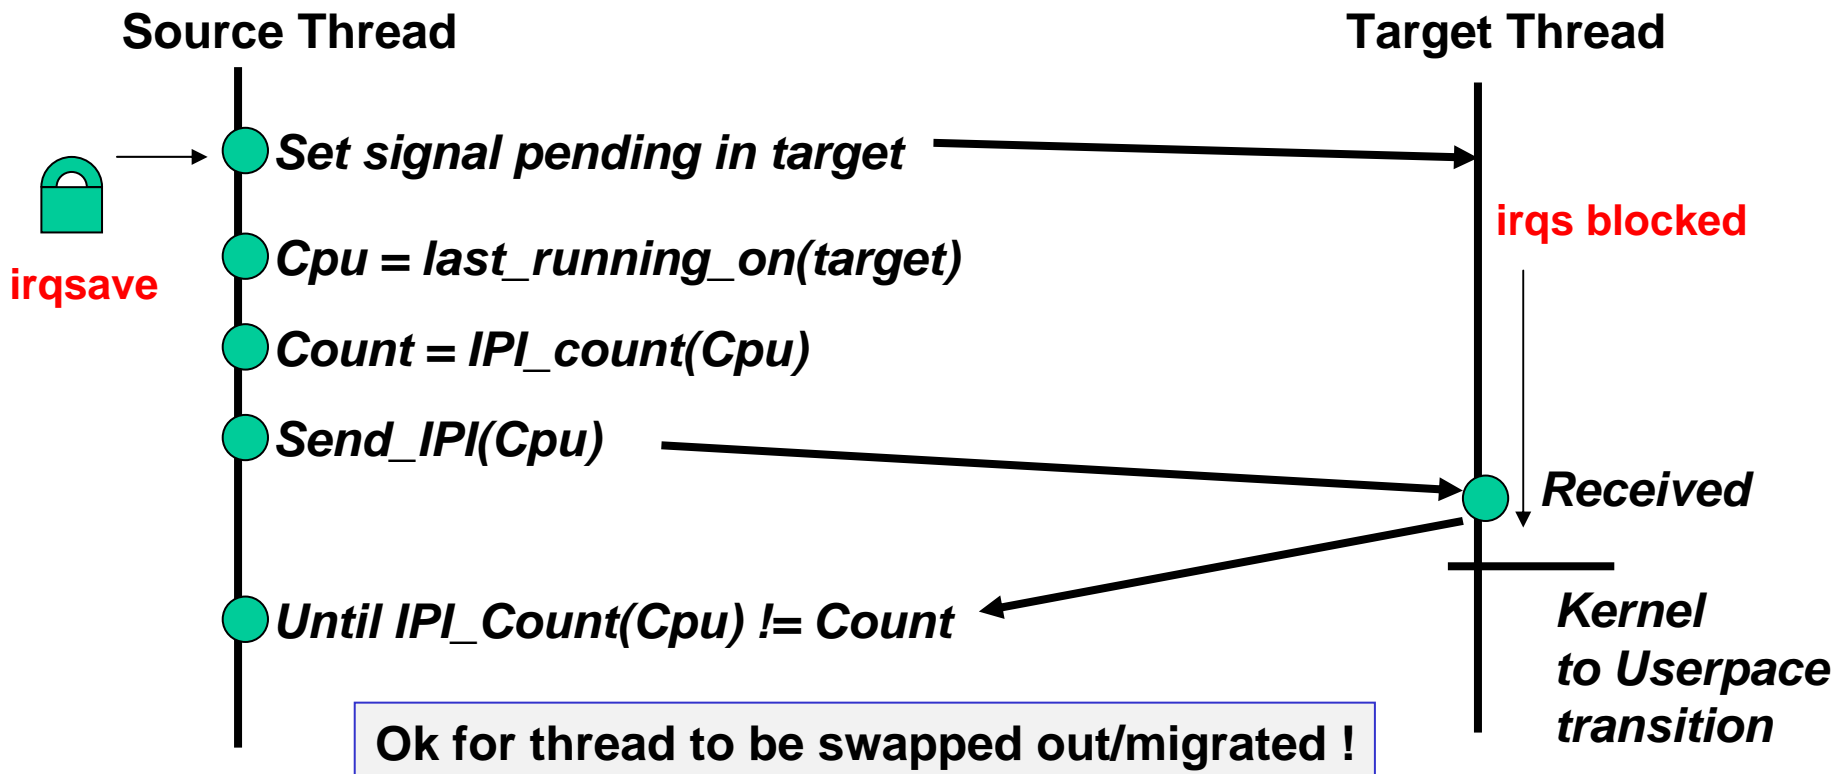 Source Thread
Target Thread
Set signal pending in target
irqs blocked
Cpu = last_running_on(target)
irqsave
Count = IPI_count(Cpu)
Send_IPI(Cpu)
Received
Until IPI_Count(Cpu) != Count
Kernel
to Userpace
transition
Ok for thread to be swapped out/migrated !